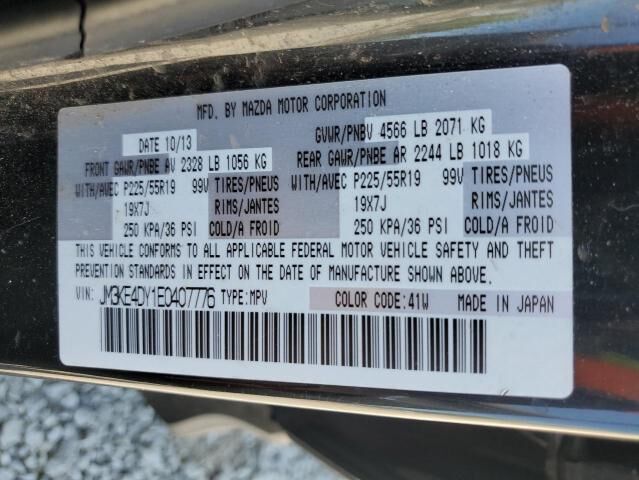 MFD. BY MAZDA MOTOR CORPORATION
DATE 10/13 GVWR/PNBV 4566 LB 2071 KG
FRONT GAWR/PNBE AV 2328 LB 1056 KG REAR GAWR/PNBE AR 2244 LB 1018 KG
WITH/AVEC P225/55R19 99V TIRES/PNEUS WITH/AVEC P225/55R19 99V TIRES/PNEUS
19X7J RIMS/JANTES 19X7J RIMS/JANTES
250 KPA/36 PSI COLD/A FROID 250 KPA/36 PSI COLD/A FROID
THIS VEHICLE CONFORMS TO ALL APPLICABLE FEDERAL MOTOR VEHICLE SAFETY AND THEFT
PREVENTION STANDARDS IN EFFECT ON THE DATE OF MANUFACTURE SHOWN ABOVE.
VIN: JM3KE4DY1E0407776 TYPE:MPV COLOR CODE:41W MADE IN JAPAN